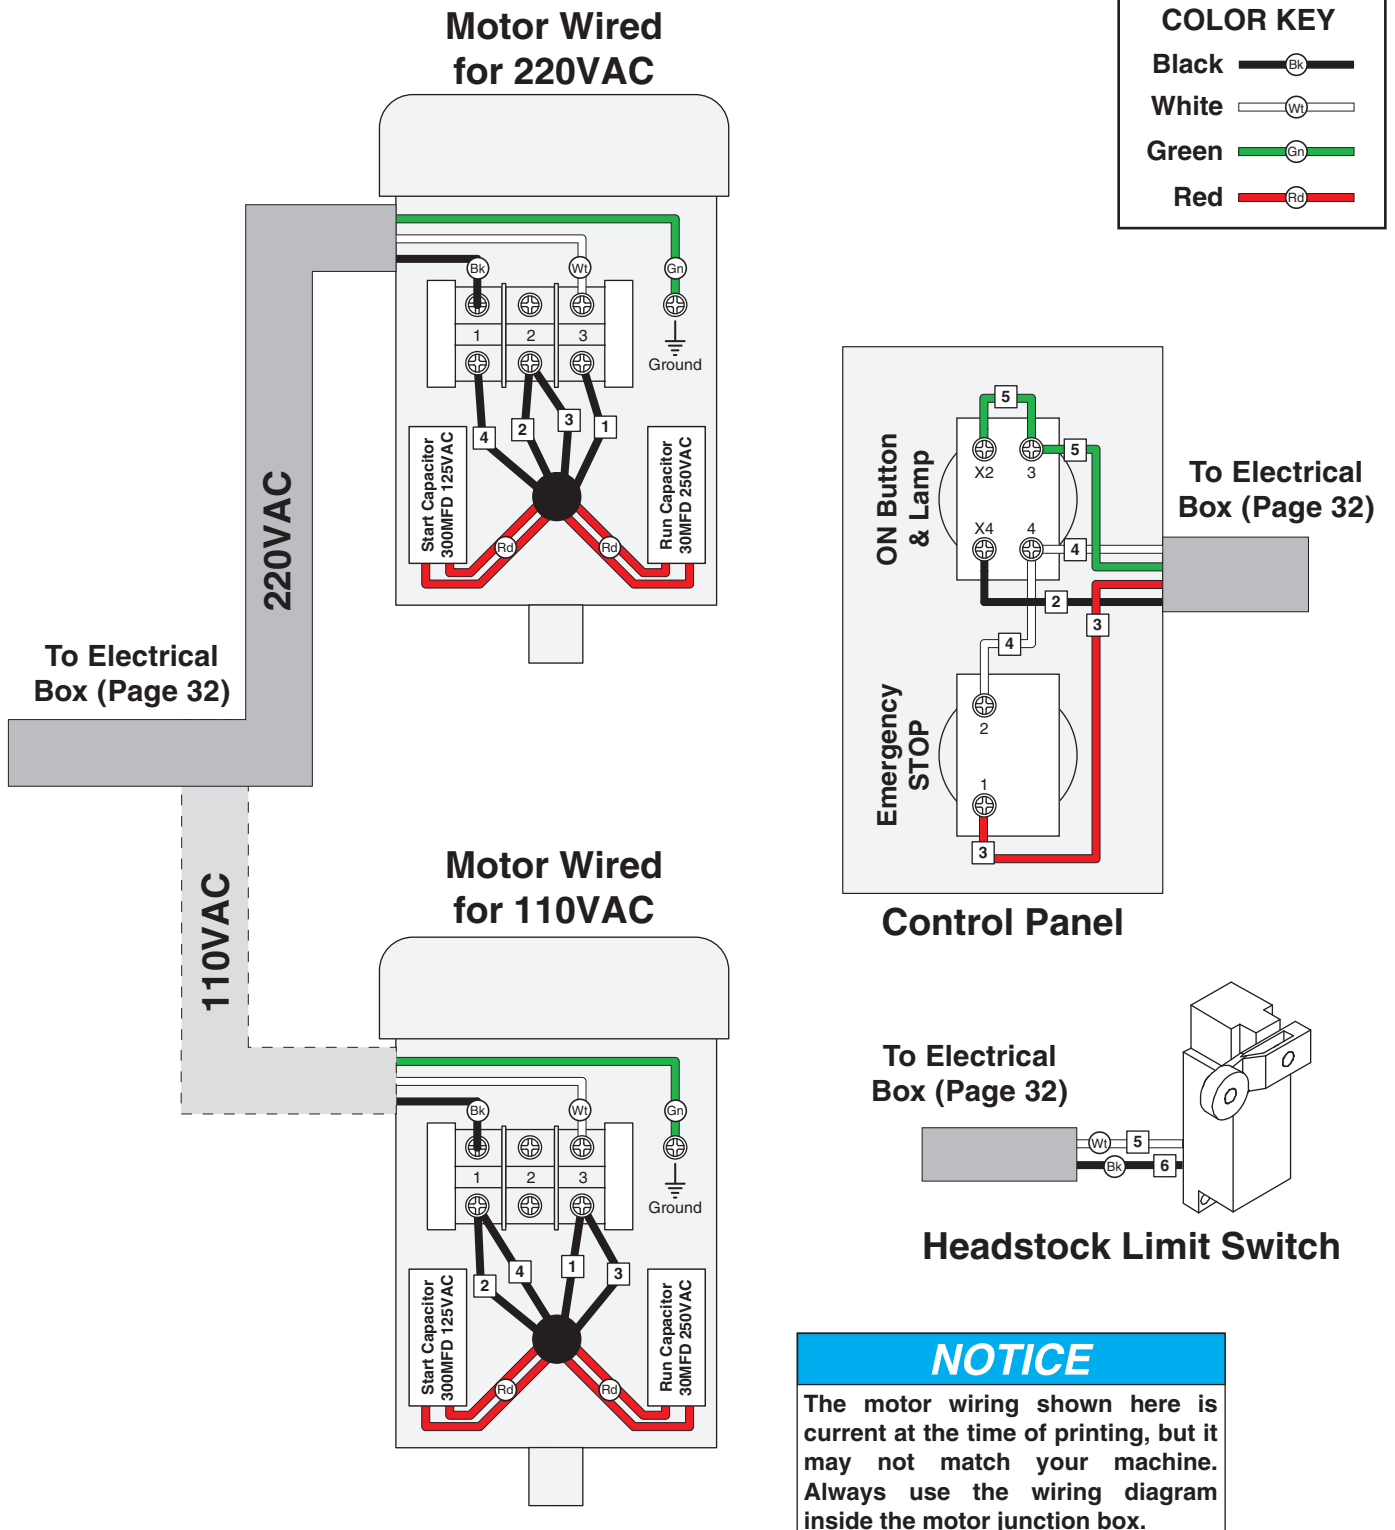 Motor Wired
for 220VAC
COLOR KEY
Black Bk
White Wt
Green Gn
Red Rd
Bk Wt Gn
1 2 3
Ground
4 2 3 1
Start Capacitor
300MFD 125VAC
Run Capacitor
30MFD 250VAC
Rd Rd
220VAC
To Electrical
Box (Page 32)
110VAC
ON Button
& Lamp
5
X2 3
5
X4 4
4
2
3
4
Emergency
STOP
2
1
3
To Electrical
Box (Page 32)
Control Panel
Motor Wired
for 110VAC
Bk Wt Gn
1 2 3
Ground
2 4 1 3
Start Capacitor
300MFD 125VAC
Run Capacitor
30MFD 250VAC
Rd Rd
To Electrical
Box (Page 32)
Wt 5
Bk 6
Headstock Limit Switch
NOTICE
The motor wiring shown here is
current at the time of printing, but it
may not match your machine.
Always use the wiring diagram
inside the motor junction box.